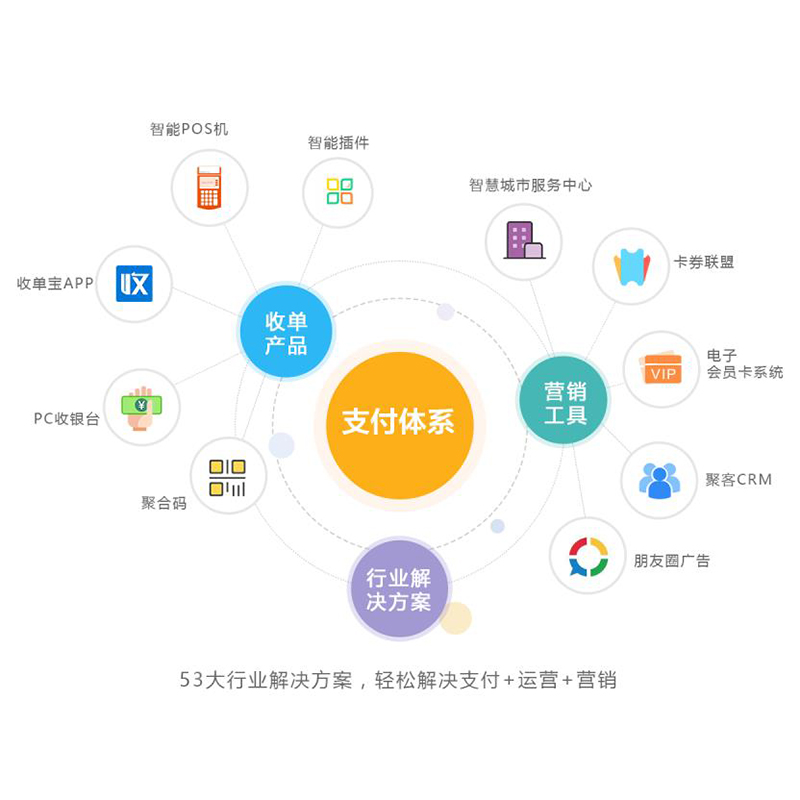 智能POS机
智能插件
智慧城市服务中心
卡券联盟
收单宝APP
收
收单
产品
电子
会员卡系统
VIP
营销
工具
支付体系
¥
PC收银台
聚合码
聚客CRM
朋友圈广告
行业解
决方案
53大行业解决方案，轻松解决支付+运营+营销